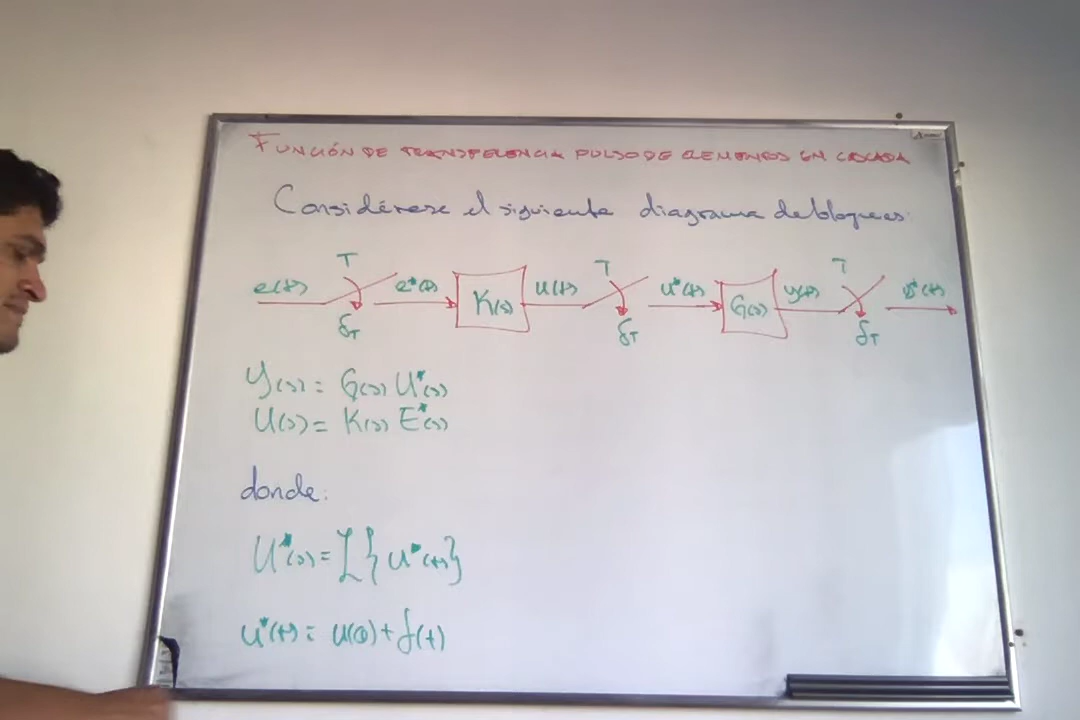 FUNCIÓN DE TRANSFERENCIA PULSO DE ELEMENTOS EN CASCADA
Considérese el siguiente diagrama de bloques:
T T T
e(t) e*(t) K(s) u(t) u*(t) G(s) y(t) y*(t)
δT δT δT
Y(s) = G(s) U*(s)
U(s) = K(s) E*(s)
donde:
U*(s) = L{u*(t)}
u*(t) = u(0) + δ(t)